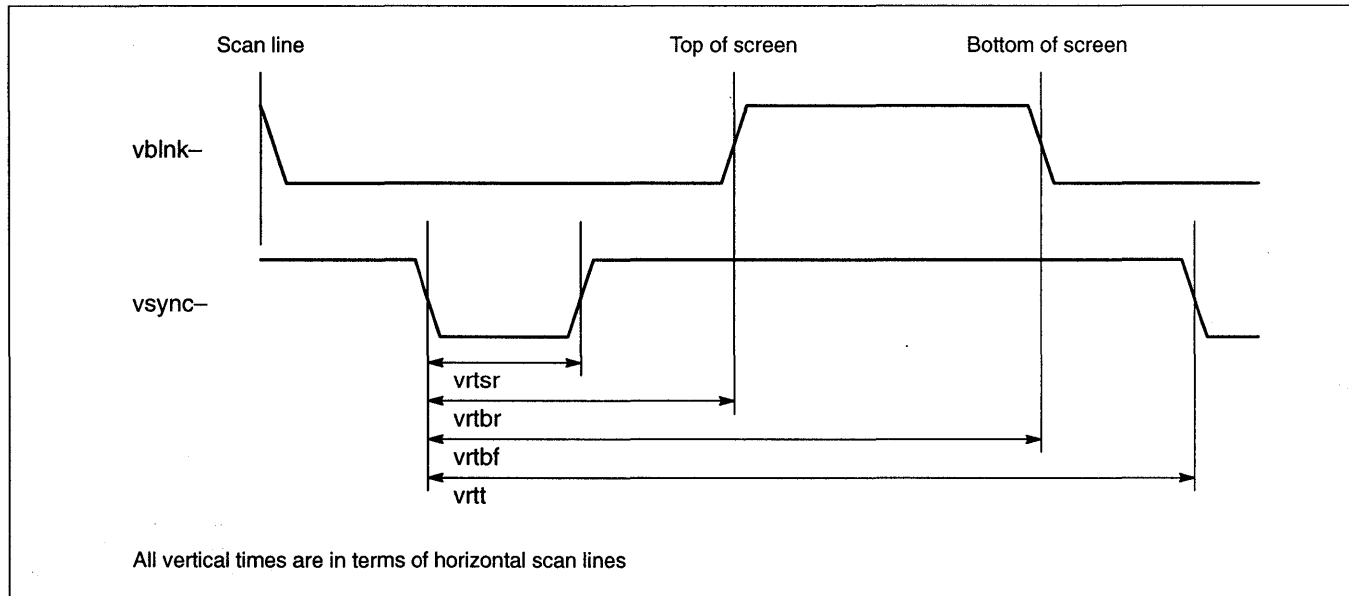 Scan line Top of screen Bottom of screen
vblnk–
vsync–
vrtsr
vrtbr
vrtbf
vrtt
All vertical times are in terms of horizontal scan lines